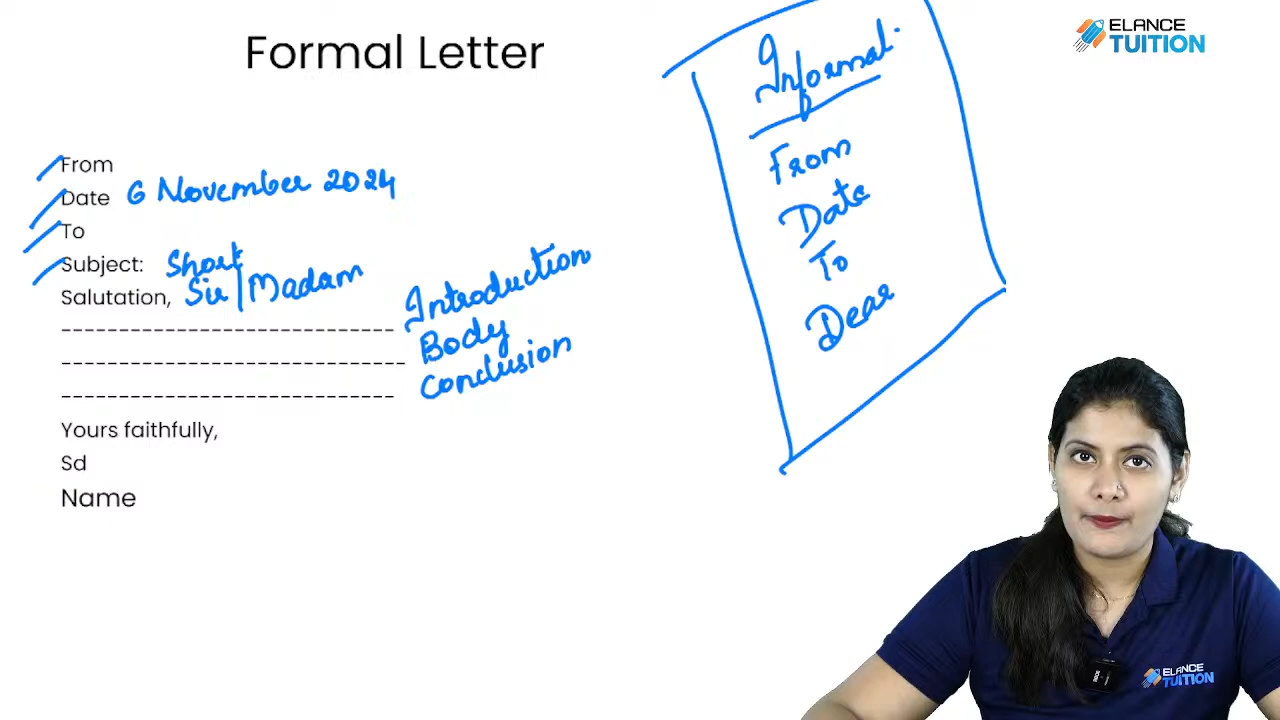 Formal Letter
From
Date 6 November 2024
To
Subject: Short
Salutation, Sir/Madam
Introduction
Body
Conclusion
Yours faithfully,
Sd
Name
Informal
From
Date
To
Dear
ELANCE
TUITION
ELANCE
TUITION